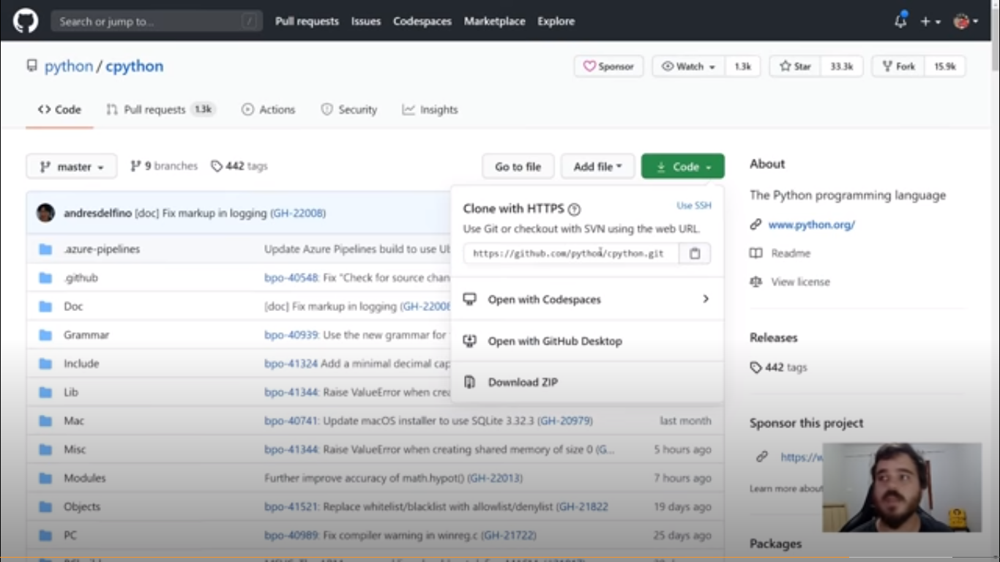 Search or jump to... / Pull requests Issues Codespaces Marketplace Explore
python / cpython Sponsor Watch 1.3k Star 33.3k Fork 15.9k
Code Pull requests 1.3k Actions Security Insights
master 9 branches 442 tags Go to file Add file Code
About
The Python programming language
www.python.org/
Readme
View license
Releases
442 tags
Sponsor this project
https://w
Learn more about
Packages
Clone with HTTPS ? Use SSH
Use Git or checkout with SVN using the web URL.
https://github.com/python/cpython.git
Open with Codespaces
Open with GitHub Desktop
Download ZIP
andresdelfino [doc] Fix markup in logging (GH-22008)
.azure-pipelines Update Azure Pipelines build to use
.github bpo-40548: Fix "Check for source chan
Doc [doc] Fix markup in logging (GH-2200
Grammar bpo-40939: Use the new grammar for
Include bpo-41324 Add a minimal decimal cap
Lib bpo-41344: Raise ValueError when crea
Mac bpo-40741: Update macOS installer to use SQLite 3.32.3 (GH-20979) last month
Misc bpo-41344: Raise ValueError when creating shared memory of size 0 (G... 5 hours ago
Modules Further improve accuracy of math.hypot() (GH-22013) 7 hours ago
Objects bpo-41521: Replace whitelist/blacklist with allowlist/denylist (GH-21822 19 days ago
PC bpo-40989: Fix compiler warning in winreg.c (GH-21722) 25 days ago